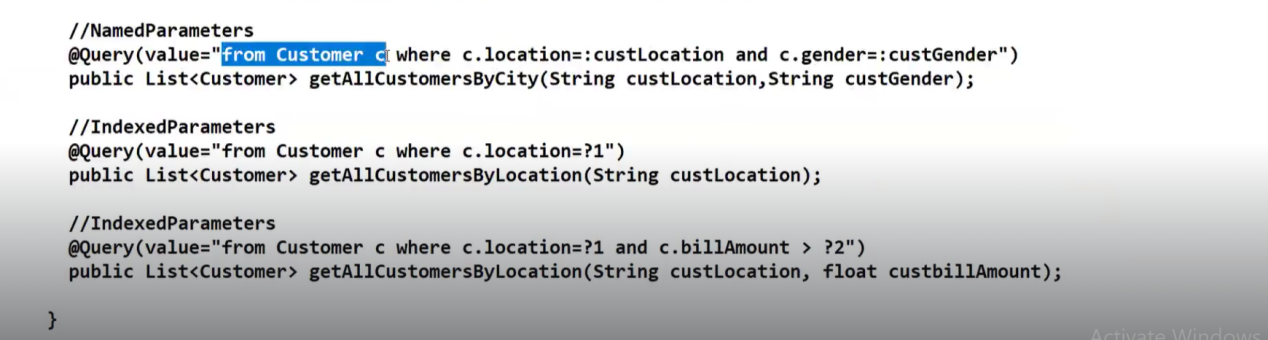 //NamedParameters
@Query(value="from Customer c where c.location=:custLocation and c.gender=:custGender")
public List<Customer> getAllCustomersByCity(String custLocation,String custGender);
//IndexedParameters
@Query(value="from Customer c where c.location=?1")
public List<Customer> getAllCustomersByLocation(String custLocation);
//IndexedParameters
@Query(value="from Customer c where c.location=?1 and c.billAmount > ?2")
public List<Customer> getAllCustomersByLocation(String custLocation, float custbillAmount);
}
Activate Windows